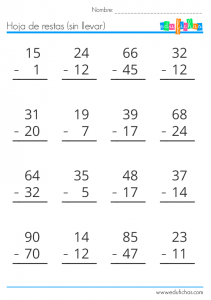 Nombre:
Hoja de restas (sin llevar)
edufichas
15 24 66 32
- 1 - 12 - 45 - 12
31 19 39 68
- 20 - 7 - 17 - 24
64 35 48 37
- 32 - 5 - 17 - 14
90 14 85 23
- 70 - 12 - 47 - 11
www.edufichas.com